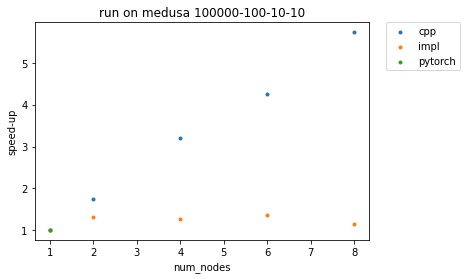 run on medusa 100000-100-10-10
cpp
impl
pytorch
5
4
3
2
1
speed-up
1 2 3 4 5 6 7 8
num_nodes